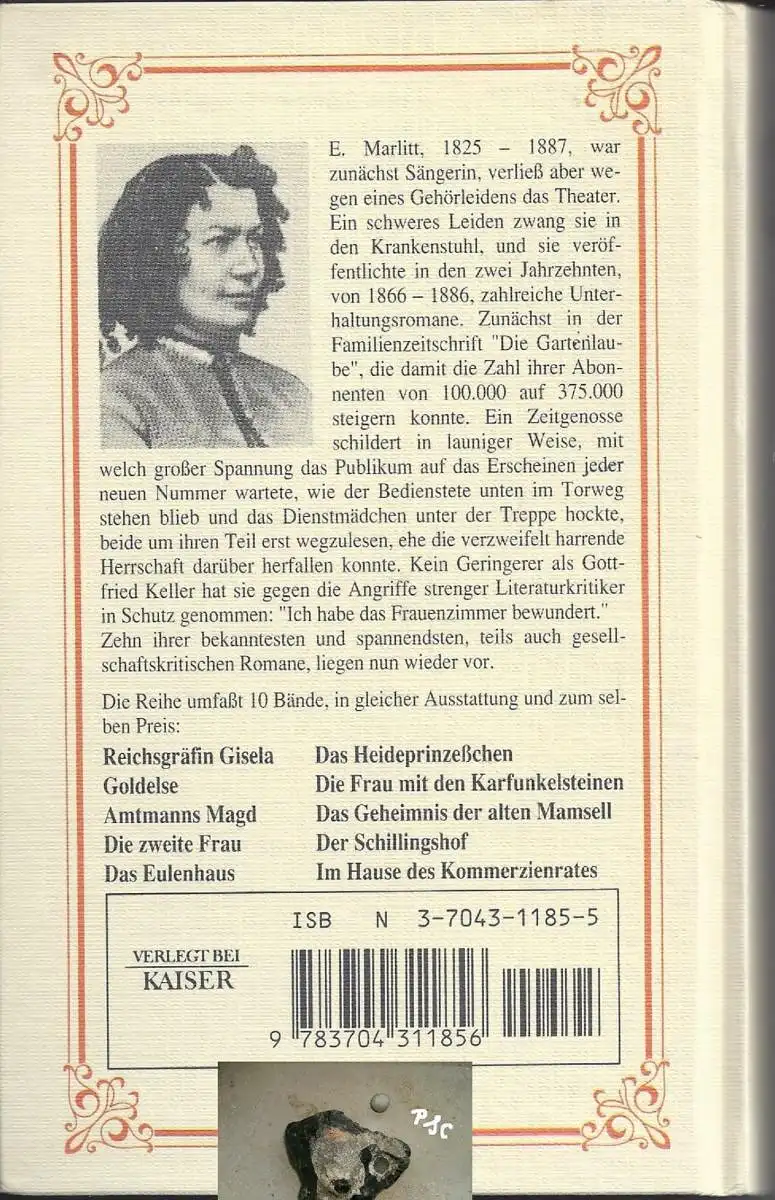 E. Marlitt, 1825 – 1887, war
zunächst Sängerin, verließ aber we-
gen eines Gehörleidens das Theater.
Ein schweres Leiden zwang sie in
den Krankenstuhl, und sie veröf-
fentlichte in den zwei Jahrzehnten,
von 1866 – 1886, zahlreiche Unter-
haltungsromane. Zunächst in der
Familienzeitschrift "Die Gartenlau-
be", die damit die Zahl ihrer Abon-
nenten von 100.000 auf 375.000
steigern konnte. Ein Zeitgenosse
schildert in launiger Weise, mit
welch großer Spannung das Publikum auf das Erscheinen jeder
neuen Nummer wartete, wie der Bedienstete unten im Torweg
stehen blieb und das Dienstmädchen unter der Treppe hockte,
beide um ihren Teil erst wegzulesen, ehe die verzweifelt harrende
Herrschaft darüber herfallen konnte. Kein Geringerer als Gott-
fried Keller hat sie gegen die Angriffe strenger Literaturkritiker
in Schutz genommen: "Ich habe das Frauenzimmer bewundert."
Zehn ihrer bekanntesten und spannendsten, teils auch gesell-
schaftskritischen Romane, liegen nun wieder vor.
Die Reihe umfaßt 10 Bände, in gleicher Ausstattung und zum sel-
ben Preis:
Reichsgräfin Gisela Das Heideprinzeßchen
Goldelse Die Frau mit den Karfunkelsteinen
Amtmanns Magd Das Geheimnis der alten Mamsell
Die zweite Frau Der Schillingshof
Das Eulenhaus Im Hause des Kommerzienrates
ISB N 3-7043-1185-5
VERLEGT BEI
KAISER
9 783704 311856
PSC